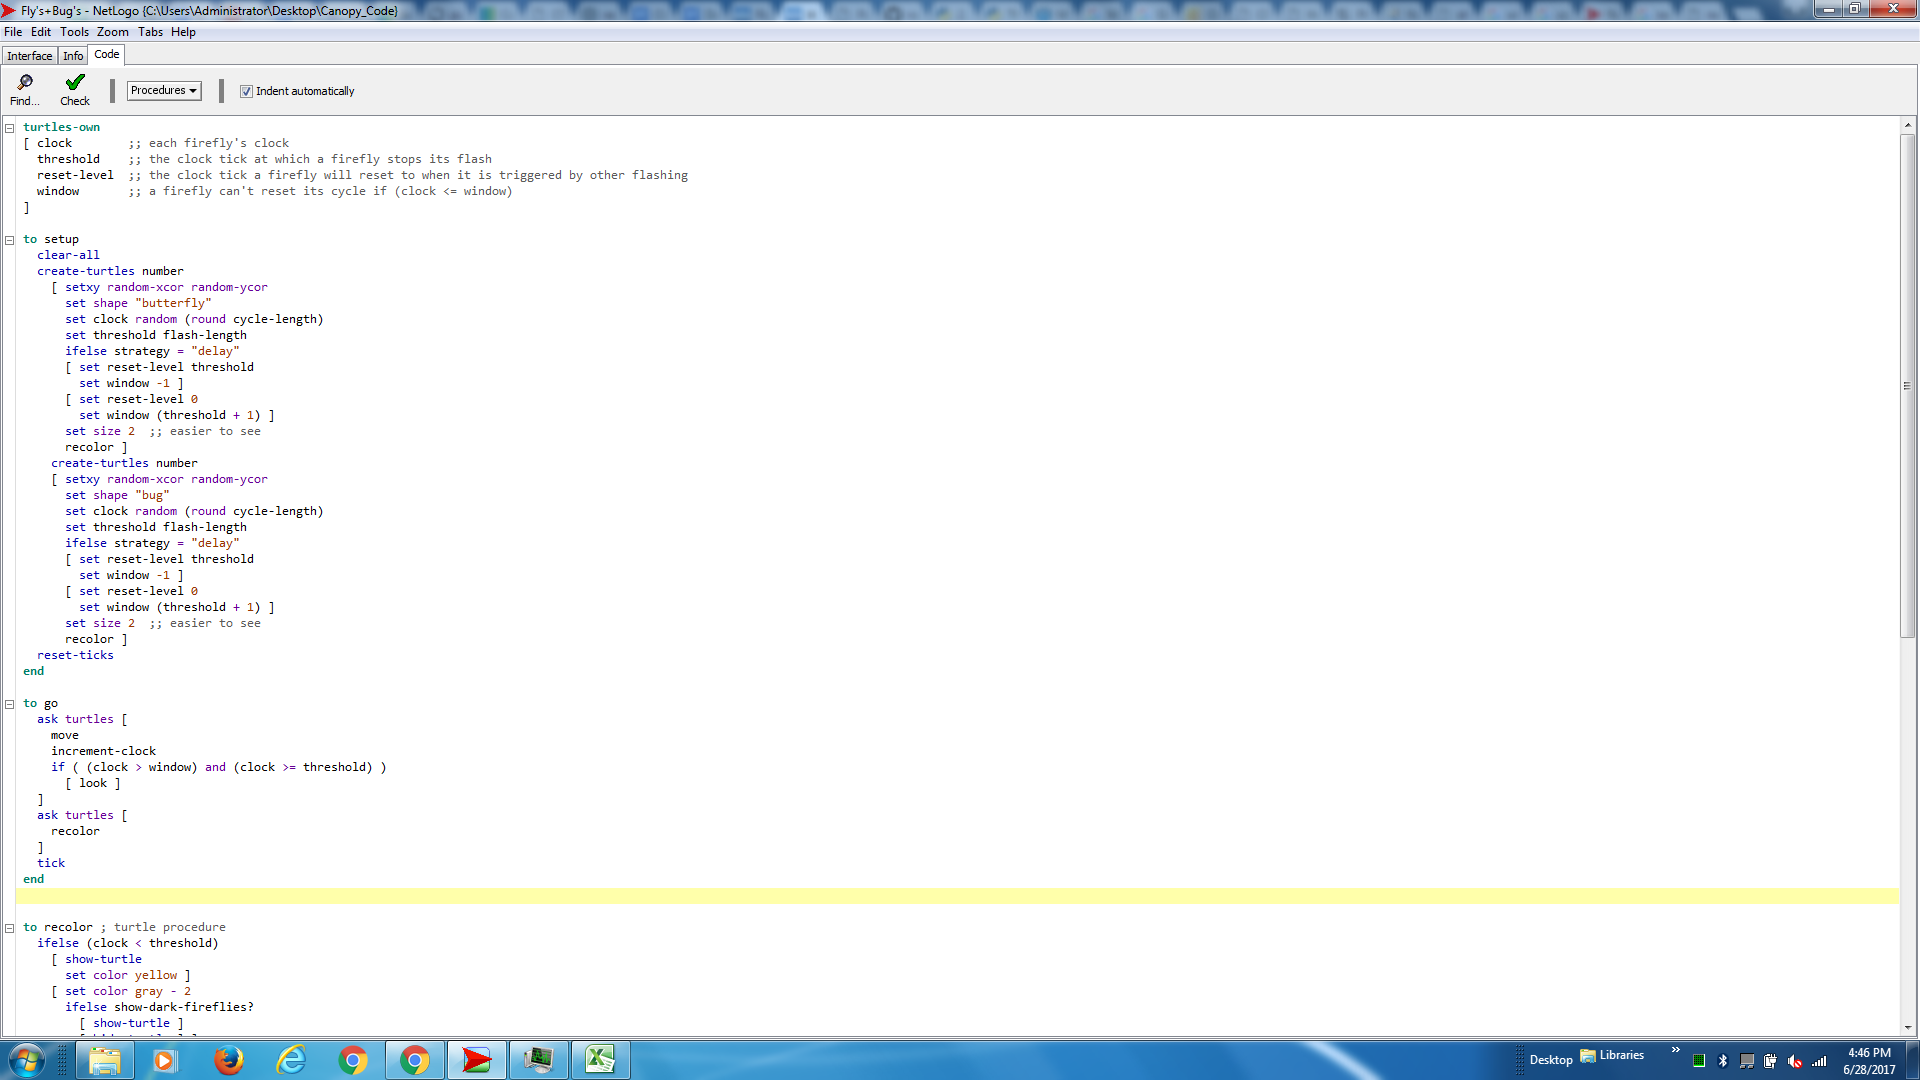 Fly's+Bug's - NetLogo {C:\Users\Administrator\Desktop\Canopy_Code}
File Edit Tools Zoom Tabs Help
Interface Info Code
Find... Check Procedures Indent automatically
turtles-own
[ clock ;; each firefly's clock
threshold ;; the clock tick at which a firefly stops its flash
reset-level ;; the clock tick a firefly will reset to when it is triggered by other flashing
window ;; a firefly can't reset its cycle if (clock <= window)
]
to setup
clear-all
create-turtles number
[ setxy random-xcor random-ycor
set shape "butterfly"
set clock random (round cycle-length)
set threshold flash-length
ifelse strategy = "delay"
[ set reset-level threshold
set window -1 ]
[ set reset-level 0
set window (threshold + 1) ]
set size 2 ;; easier to see
recolor ]
create-turtles number
[ setxy random-xcor random-ycor
set shape "bug"
set clock random (round cycle-length)
set threshold flash-length
ifelse strategy = "delay"
[ set reset-level threshold
set window -1 ]
[ set reset-level 0
set window (threshold + 1) ]
set size 2 ;; easier to see
recolor ]
reset-ticks
end
to go
ask turtles [
move
increment-clock
if ( (clock > window) and (clock >= threshold) )
[ look ]
]
ask turtles [
recolor
]
tick
end
to recolor ; turtle procedure
ifelse (clock < threshold)
[ show-turtle
set color yellow ]
[ set color gray - 2
ifelse show-dark-fireflies?
[ show-turtle ]
Desktop Libraries » 4:46 PM
6/28/2017